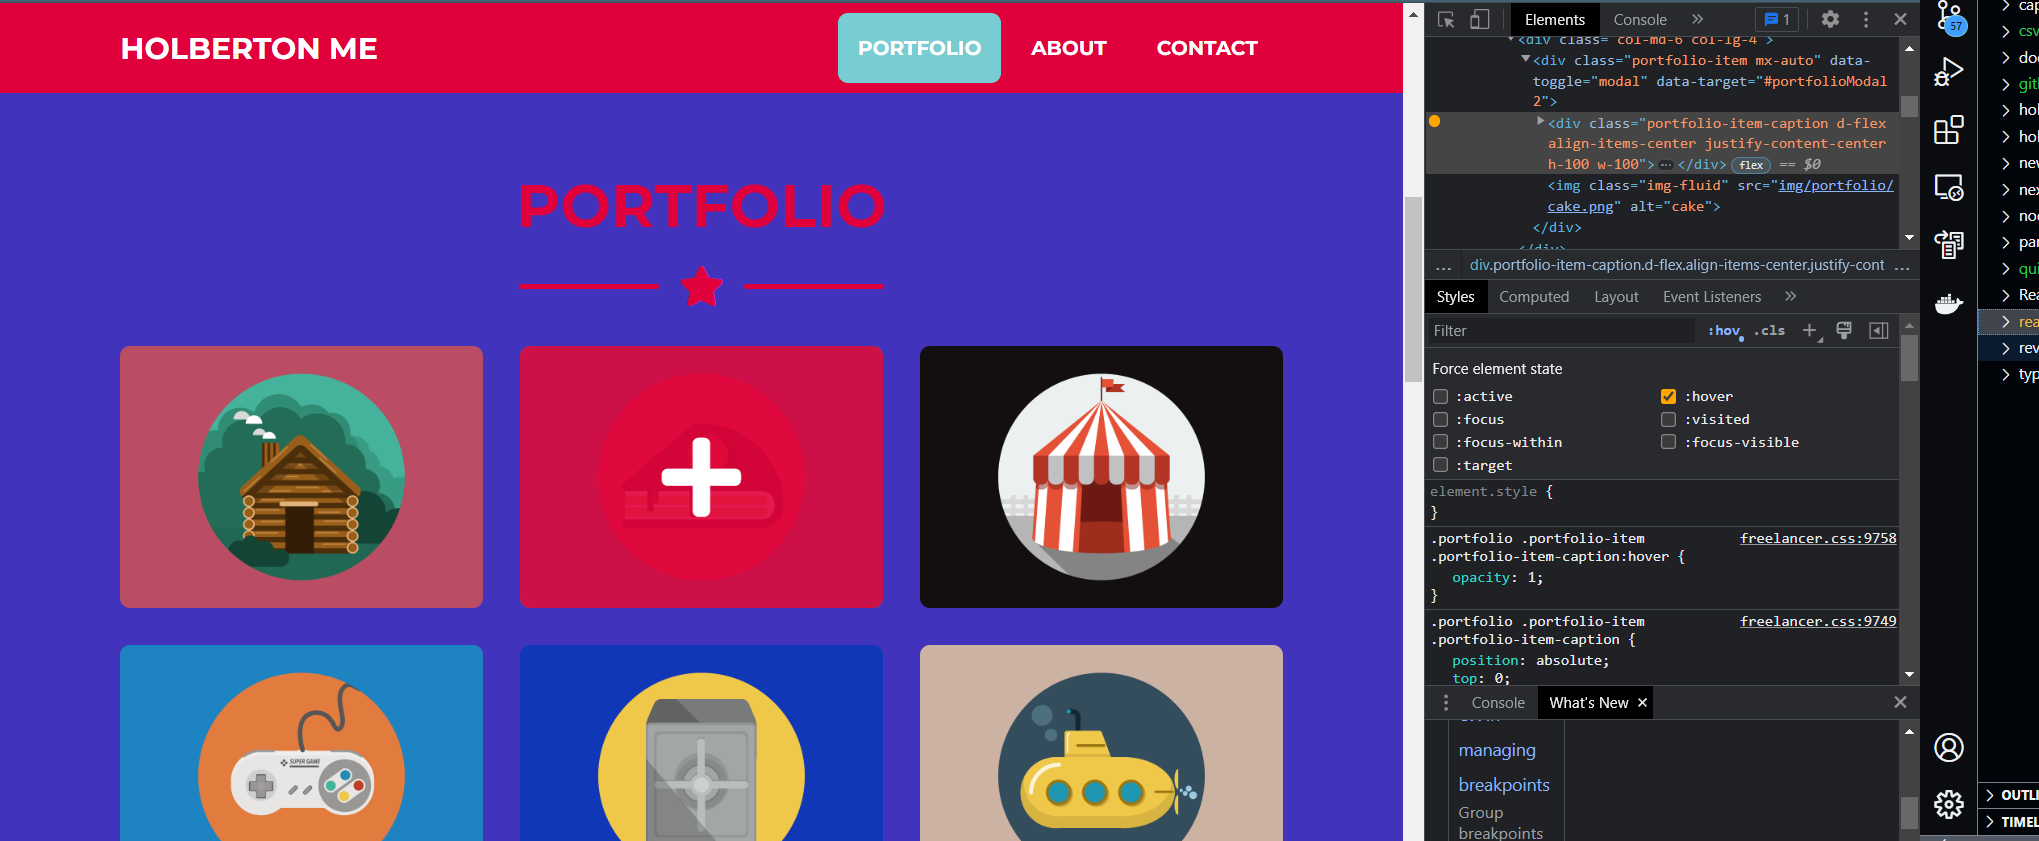 HOLBERTON ME
PORTFOLIO ABOUT CONTACT
PORTFOLIO
SUPER GAME
Elements Console 1
<div class="col-md-6 col-lg-4">
<div class="portfolio-item mx-auto" data-
toggle="modal" data-target="#portfolioModal
2">
<div class="portfolio-item-caption d-flex
align-items-center justify-content-center
h-100 w-100"> … </div> flex == $0
<img class="img-fluid" src="img/portfolio/
cake.png" alt="cake">
</div>
</div>
… div.portfolio-item-caption.d-flex.align-items-center.justify-cont …
Styles Computed Layout Event Listeners
Filter :hov .cls
Force element state
:active :hover
:focus :visited
:focus-within :focus-visible
:target
element.style {
}
.portfolio .portfolio-item freelancer.css:9758
.portfolio-item-caption:hover {
opacity: 1;
}
.portfolio .portfolio-item freelancer.css:9749
.portfolio-item-caption {
position: absolute;
top: 0;
Console What's New
managing
breakpoints
Group
breakpoints
57
cap
csv
doc
gith
hol
hol
new
nex
noc
par
qui
Rea
rea
rev
typ
OUTLI
TIMEL